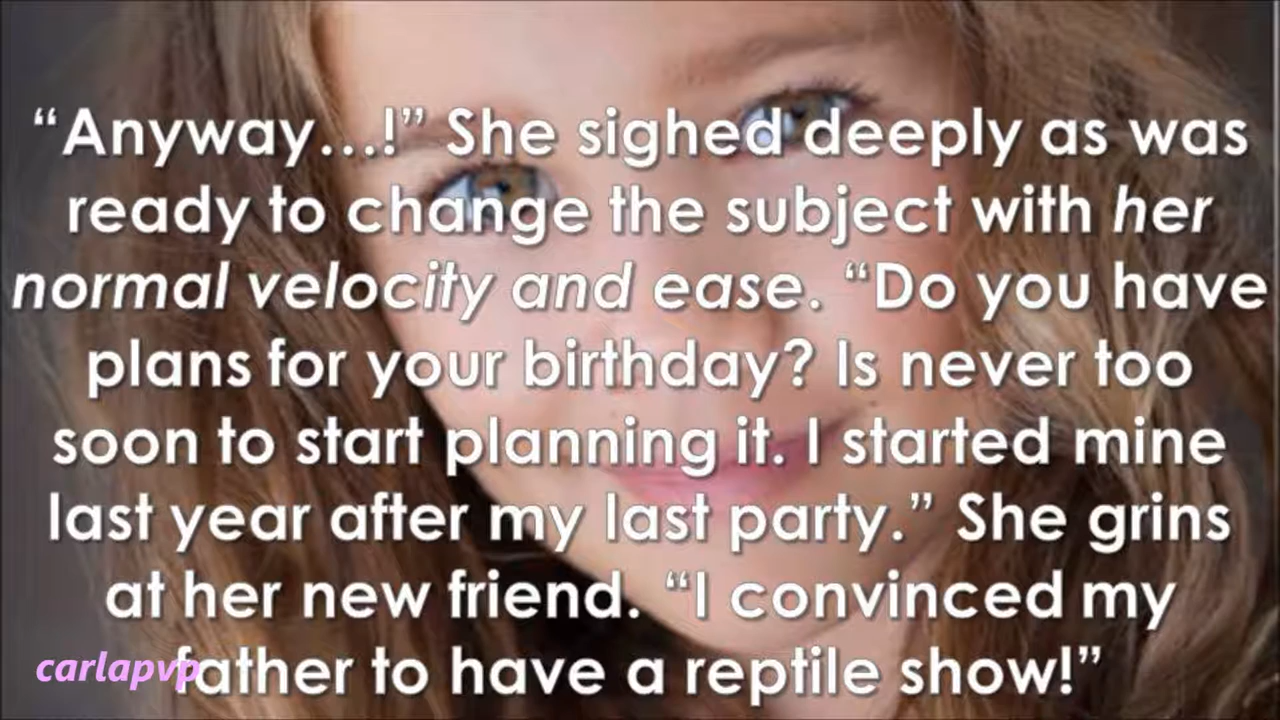 “Anyway…!” She sighed deeply as was
ready to change the subject with her
normal velocity and ease. “Do you have
plans for your birthday? Is never too
soon to start planning it. I started mine
last year after my last party.” She grins
at her new friend. “I convinced my
father to have a reptile show!”
carlapvp